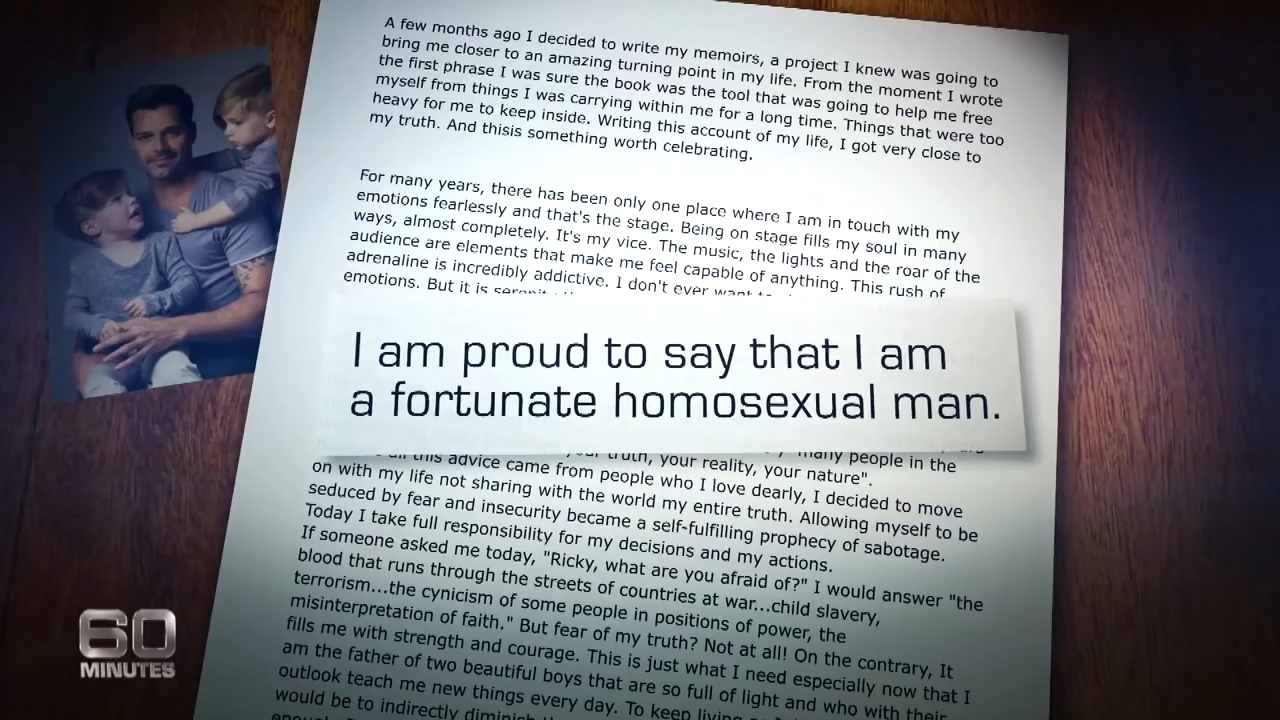 A few months ago I decided to write my memoirs, a project I knew was going to
bring me closer to an amazing turning point in my life. From the moment I wrote
the first phrase I was sure the book was the tool that was going to help me free
myself from things I was carrying within me for a long time. Things that were too
heavy for me to keep inside. Writing this account of my life, I got very close to
my truth. And thisis something worth celebrating.
For many years, there has been only one place where I am in touch with my
emotions fearlessly and that's the stage. Being on stage fills my soul in many
ways, almost completely. It's my vice. The music, the lights and the roar of the
audience are elements that make me feel capable of anything. This rush of
adrenaline is incredibly addictive. I don't ever want
emotions. But it is
I am proud to say that I am
a fortunate homosexual man.
many people in the
truth, your reality, your nature".
all this advice came from people who I love dearly, I decided to move
on with my life not sharing with the world my entire truth. Allowing myself to be
seduced by fear and insecurity became a self-fulfilling prophecy of sabotage.
Today I take full responsibility for my decisions and my actions.
If someone asked me today, "Ricky, what are you afraid of?" I would answer "the
blood that runs through the streets of countries at war...child slavery,
terrorism...the cynicism of some people in positions of power, the
misinterpretation of faith." But fear of my truth? Not at all! On the contrary, It
fills me with strength and courage. This is just what I need especially now that I
am the father of two beautiful boys that are so full of light and who with their
outlook teach me new things every day. To keep living
would be to indirectly diminish
60
MINUTES